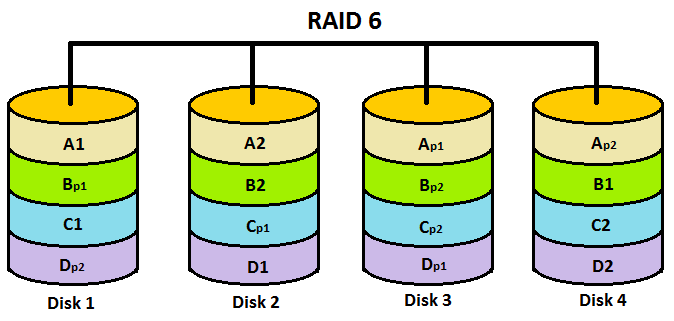 RAID 6
A1 A2 Ap1 Ap2
Bp1 B2 Bp2 B1
C1 Cp1 Cp2 C2
Dp2 D1 Dp1 D2
Disk 1 Disk 2 Disk 3 Disk 4